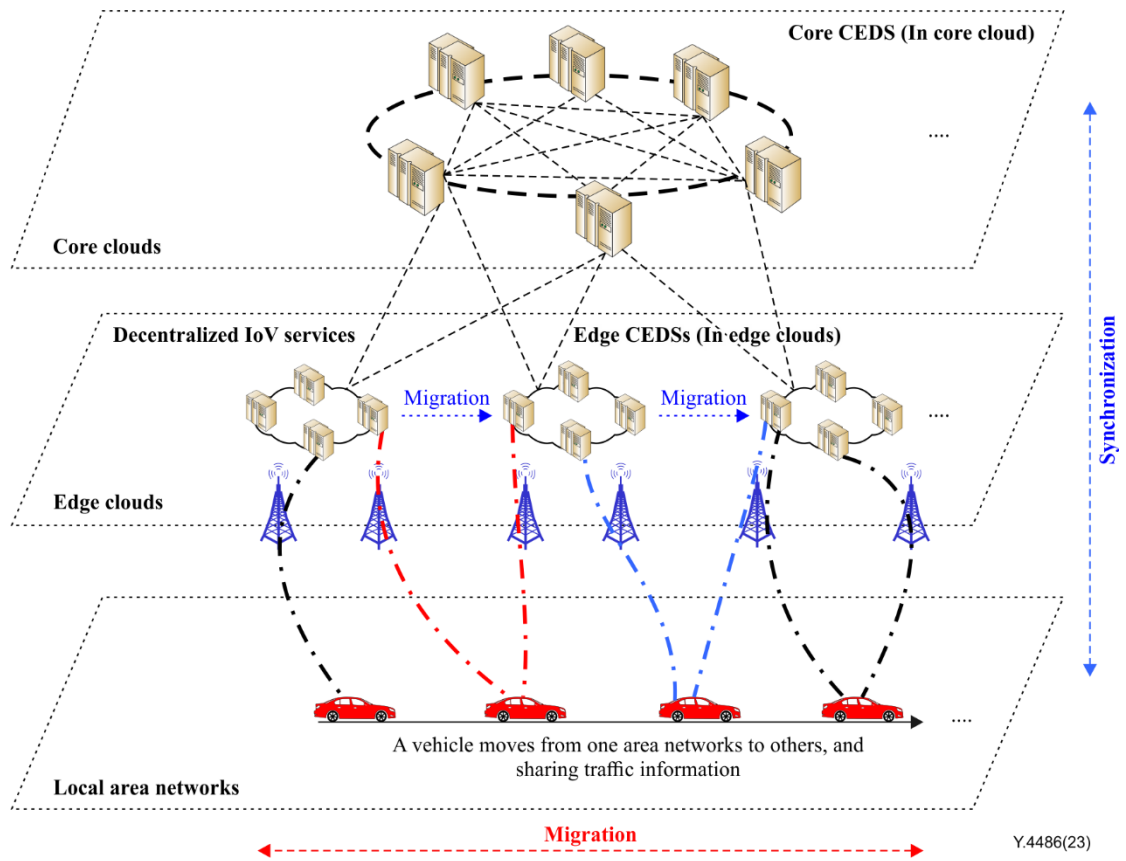 Core CEDS (In core cloud)
....
Core clouds
Decentralized IoV services
Edge CEDSs (In edge clouds)
Migration
Migration
....
Edge clouds
Synchronization
....
A vehicle moves from one area networks to others, and
sharing traffic information
Local area networks
Migration
Y.4486(23)